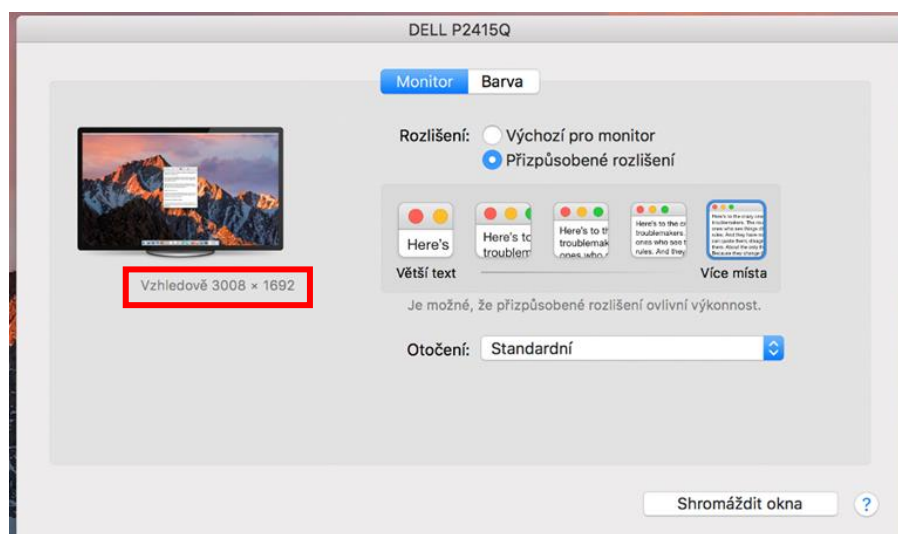 DELL P2415Q
Monitor Barva
Rozlišení: Výchozí pro monitor
Přizpůsobené rozlišení
Here's
Here's to
troublem
Here's to th
troublemak
ones who
Here's to the cr
troublemakers.
ones who see t
rules. And they
Větší text
Více místa
Vzhledově 3008 × 1692
Je možné, že přizpůsobené rozlišení ovlivní výkonnost.
Otočení: Standardní
Shromáždit okna ?